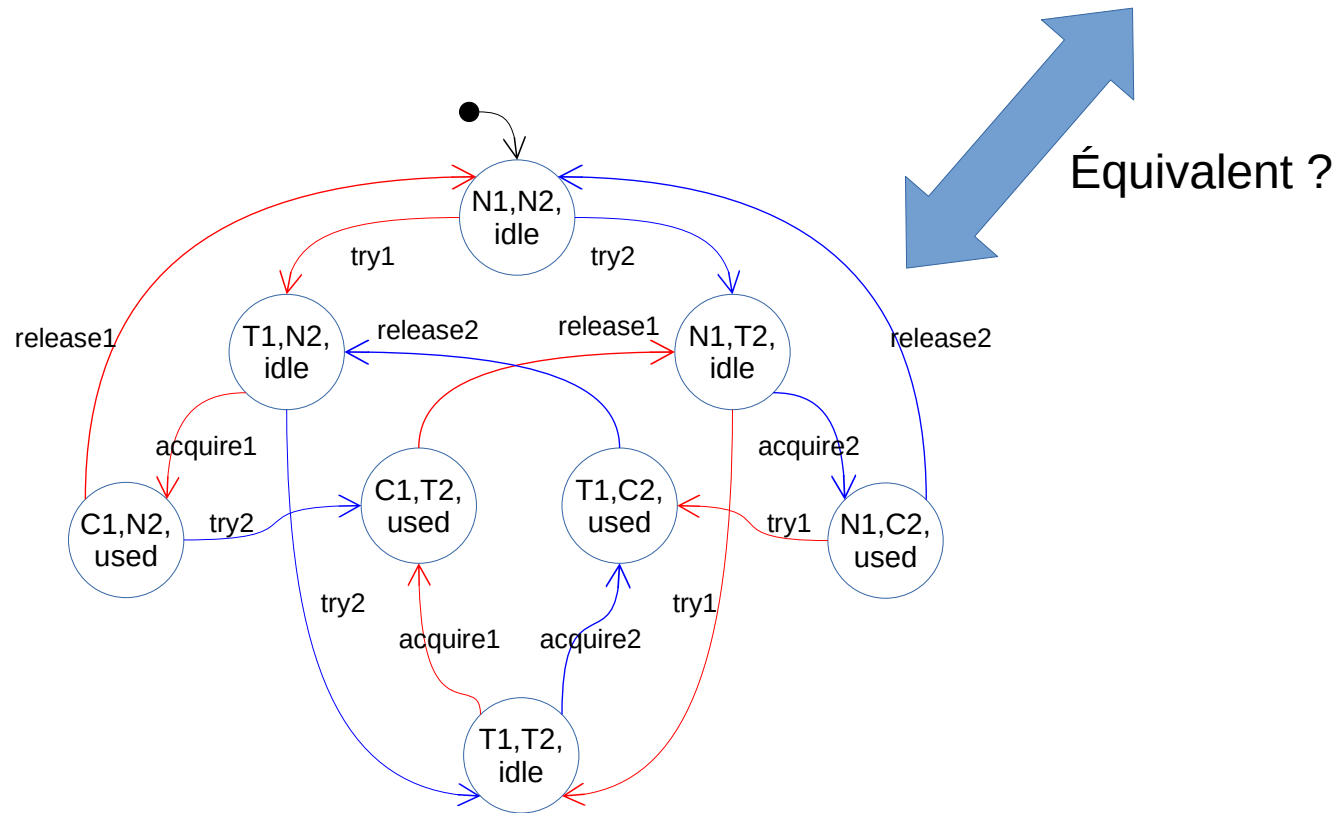 Équivalent ?
N1,N2,
idle
try1
try2
release1
T1,N2,
idle
release2
release1
N1,T2,
idle
release2
acquire1
acquire2
C1,N2,
used
try2
C1,T2,
used
T1,C2,
used
try1
N1,C2,
used
try2
acquire1
acquire2
try1
T1,T2,
idle